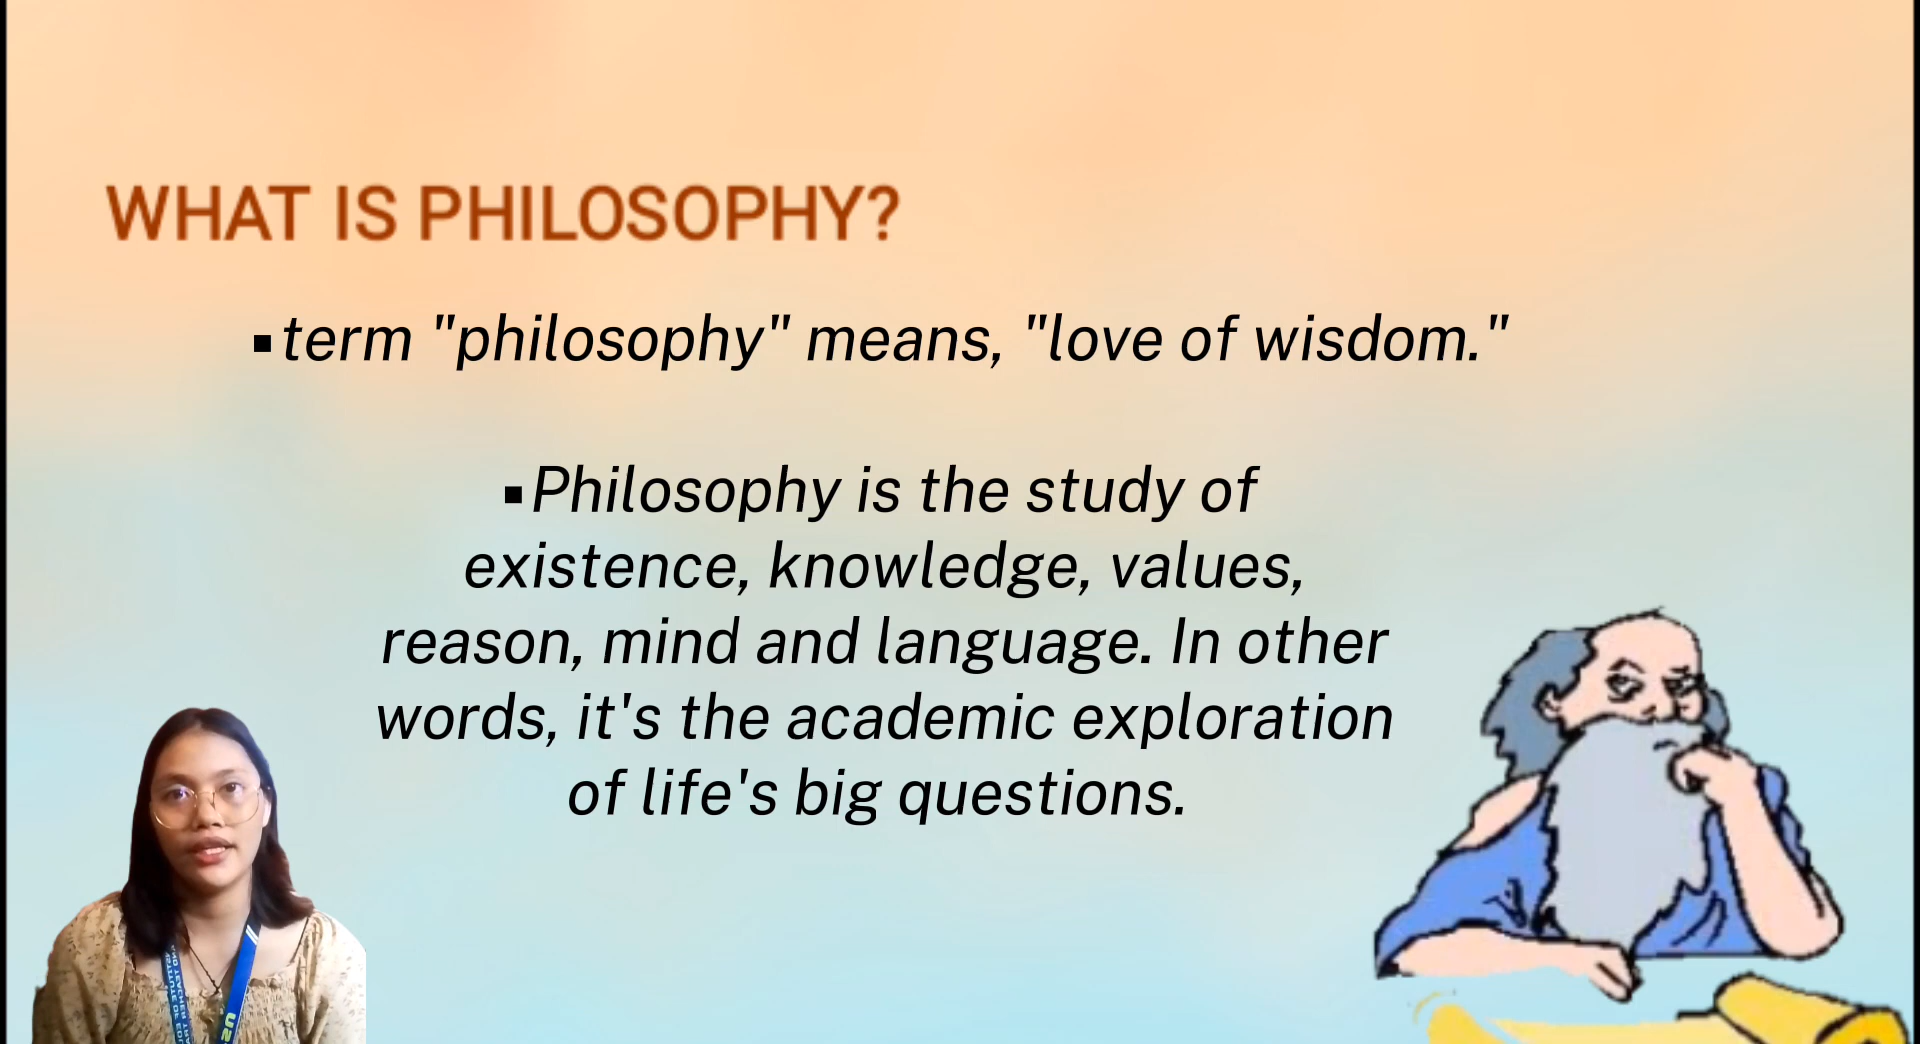 WHAT IS PHILOSOPHY?
▪term "philosophy" means, "love of wisdom."
▪Philosophy is the study of
existence, knowledge, values,
reason, mind and language. In other
words, it's the academic exploration
of life's big questions.